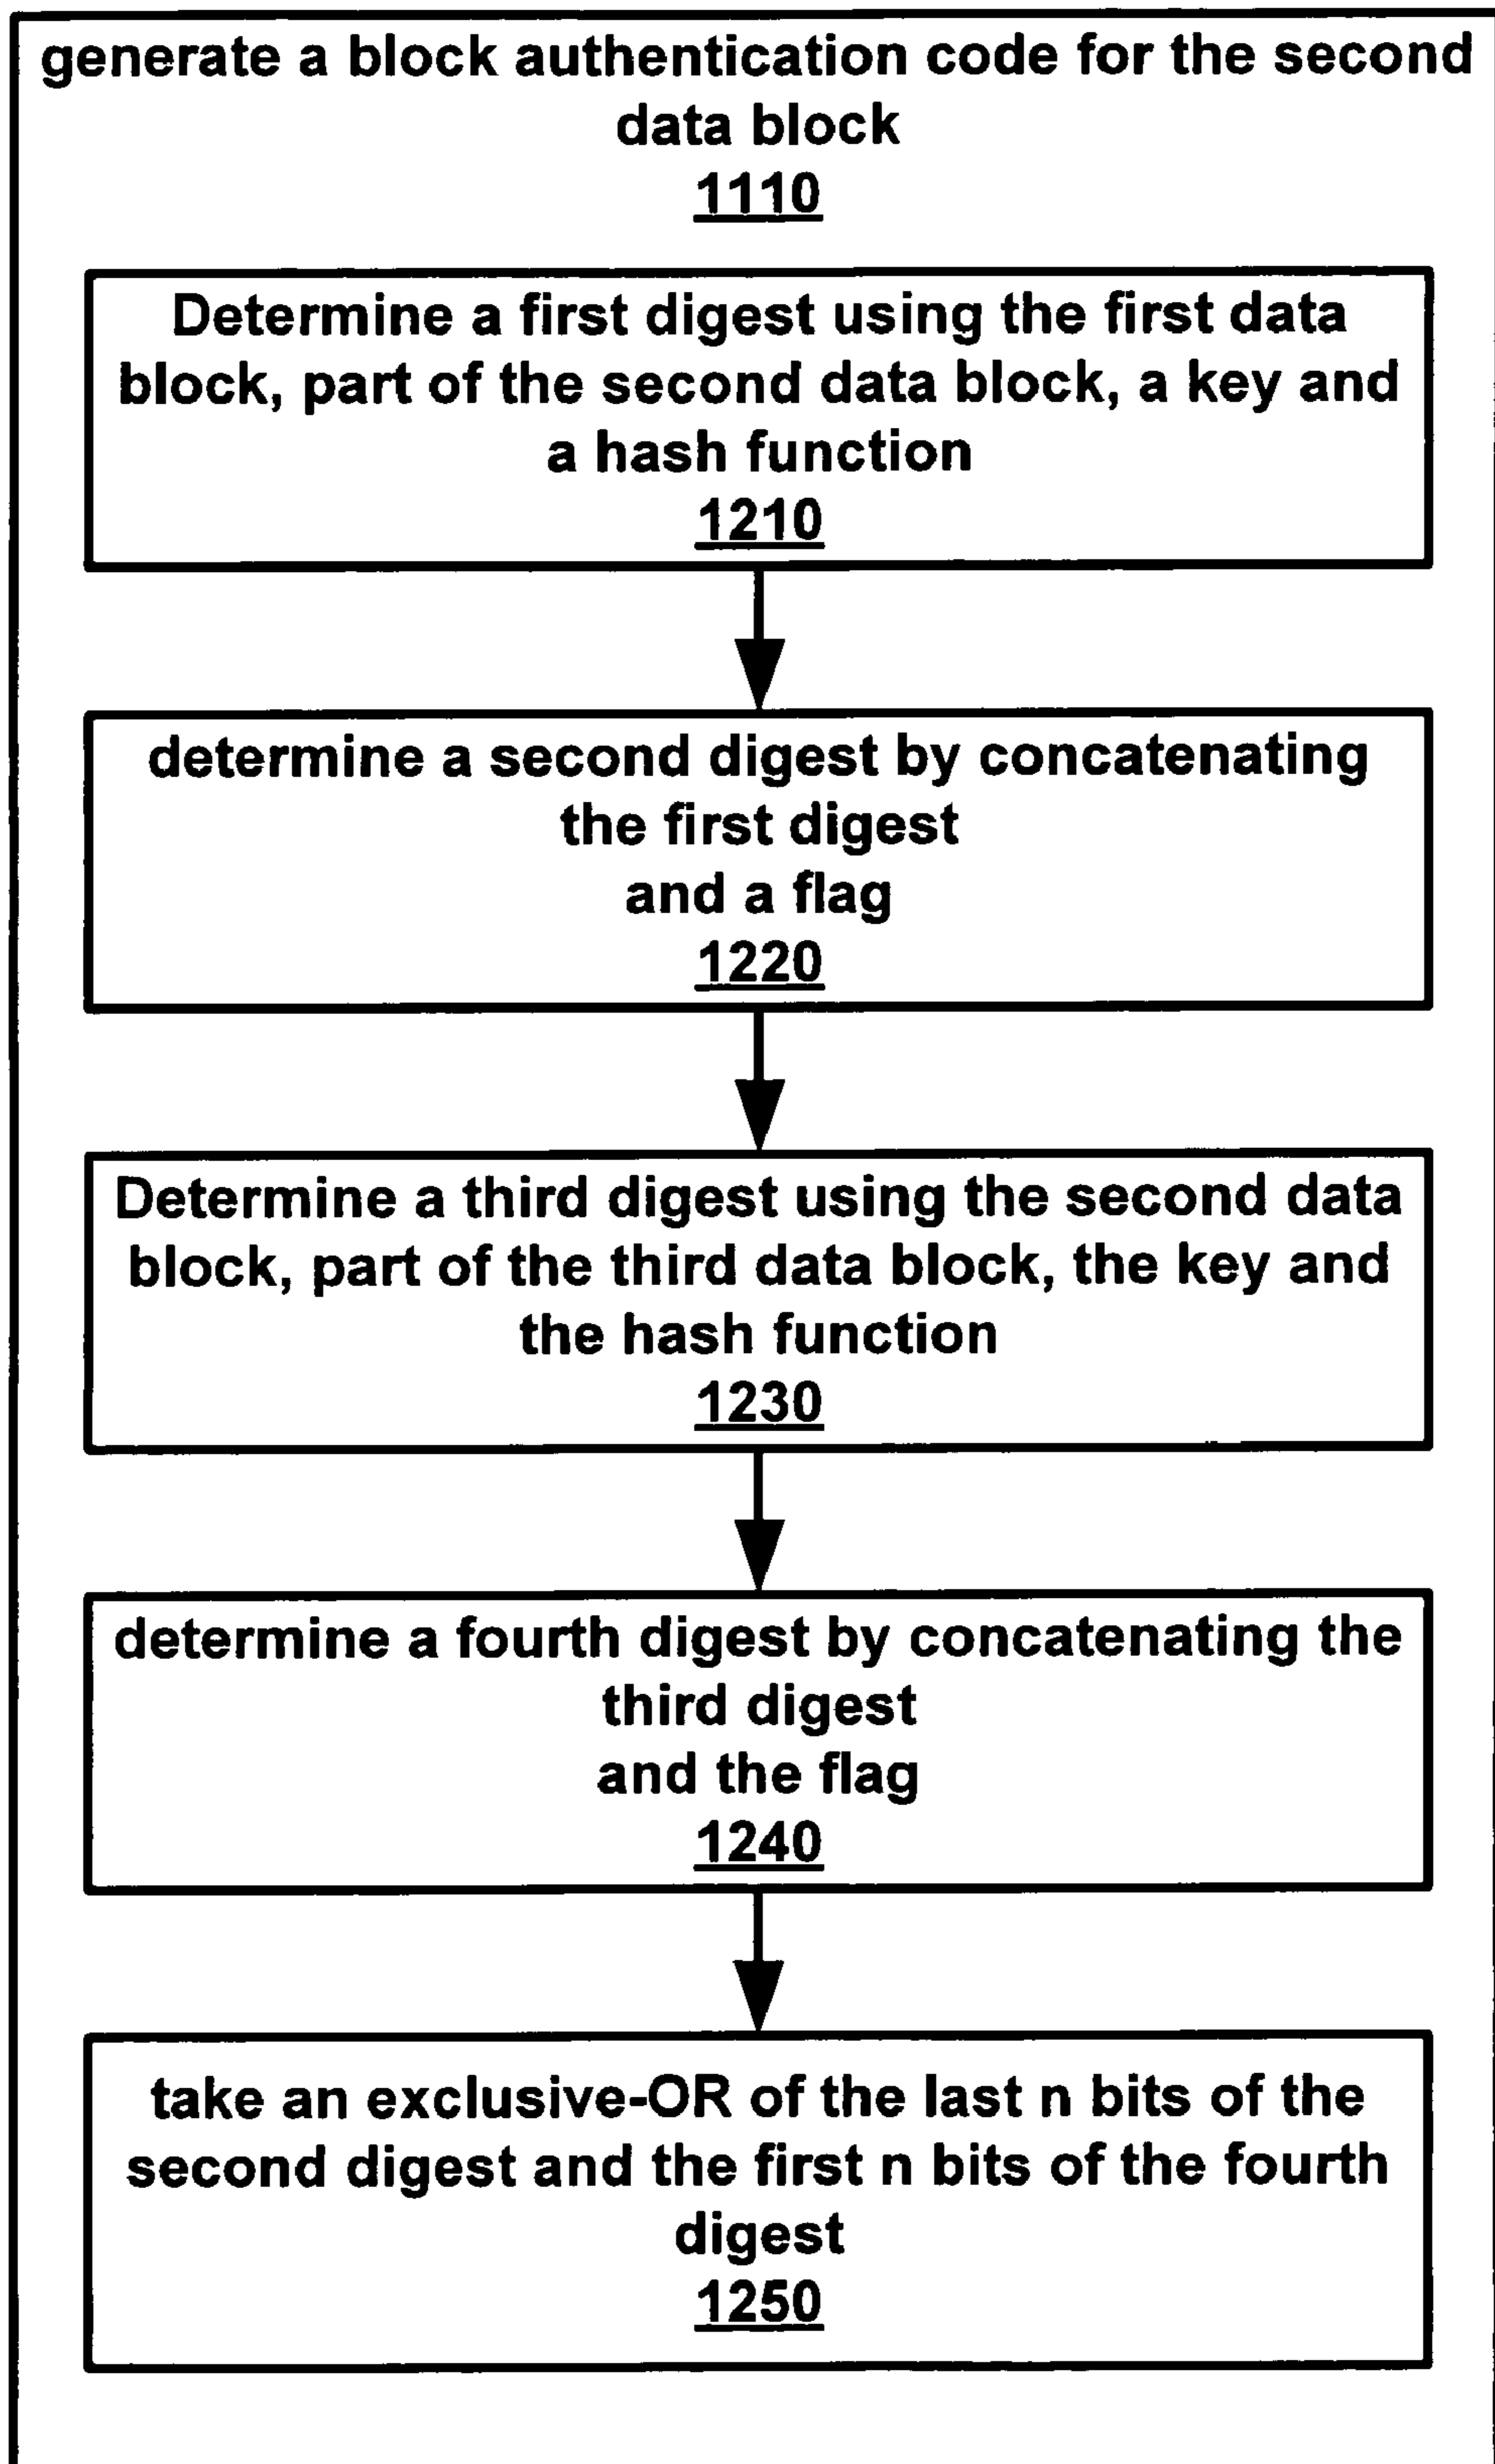 generate a block authentication code for the second
data block
1110
Determine a first digest using the first data
block, part of the second data block, a key and
a hash function
1210
determine a second digest by concatenating
the first digest
and a flag
1220
Determine a third digest using the second data
block, part of the third data block, the key and
the hash function
1230
determine a fourth digest by concatenating the
third digest
and the flag
1240
take an exclusive-OR of the last n bits of the
second digest and the first n bits of the fourth
digest
1250